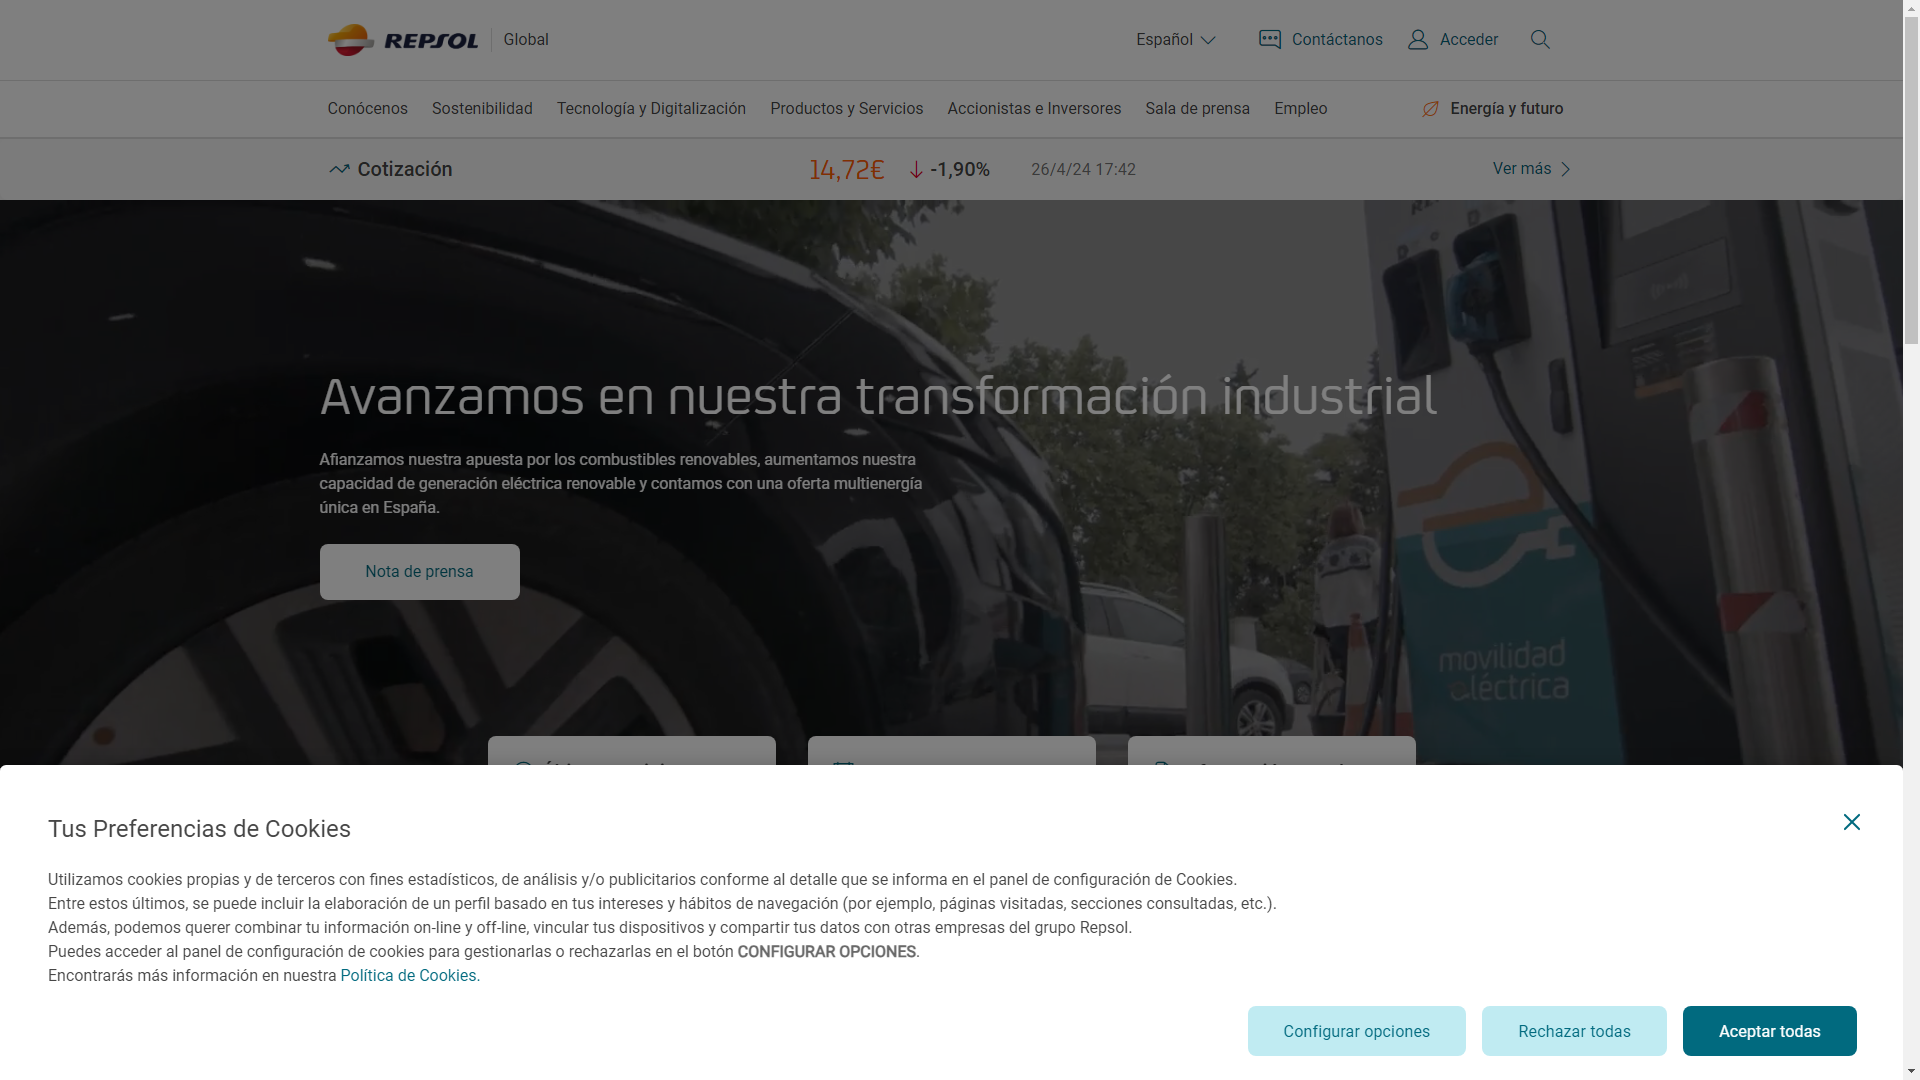 REPSOL
Global
Español
Contáctanos
Acceder
Conócenos
Sostenibilidad
Tecnología y Digitalización
Productos y Servicios
Accionistas e Inversores
Sala de prensa
Empleo
Energía y futuro
Cotización
14,72€
-1,90%
26/4/24 17:42
Ver más
Avanzamos en nuestra transformación industrial
Afianzamos nuestra apuesta por los combustibles renovables, aumentamos nuestra
capacidad de generación eléctrica renovable y contamos con una oferta multienergía
única en España.
Nota de prensa
movilidad
eléctrica
Tus Preferencias de Cookies
Utilizamos cookies propias y de terceros con fines estadísticos, de análisis y/o publicitarios conforme al detalle que se informa en el panel de configuración de Cookies.
Entre estos últimos, se puede incluir la elaboración de un perfil basado en tus intereses y hábitos de navegación (por ejemplo, páginas visitadas, secciones consultadas, etc.).
Además, podemos querer combinar tu información on-line y off-line, vincular tus dispositivos y compartir tus datos con otras empresas del grupo Repsol.
Puedes acceder al panel de configuración de cookies para gestionarlas o rechazarlas en el botón CONFIGURAR OPCIONES.
Encontrarás más información en nuestra Política de Cookies.
Configurar opciones
Rechazar todas
Aceptar todas